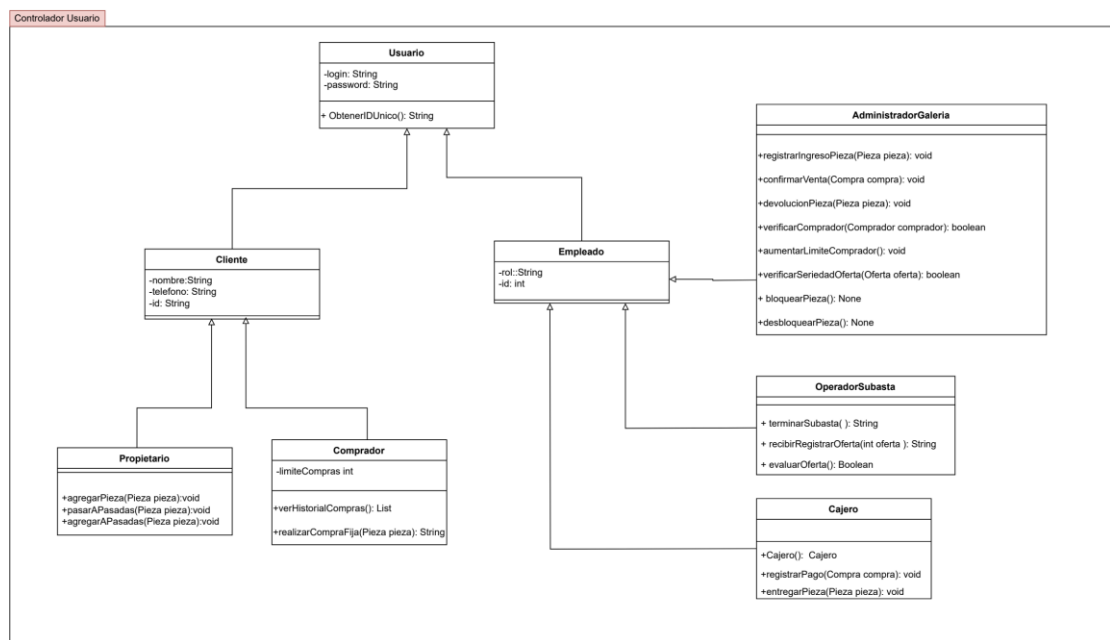 Controlador Usuario
Usuario
-login: String
-password: String
+ ObtenerIDUnico(): String
AdministradorGaleria
+registrarIngresoPieza(Pieza pieza): void
+confirmarVenta(Compra compra): void
+devolucionPieza(Pieza pieza): void
+verificarComprador(Comprador comprador): boolean
+aumentarLimiteComprador(): void
+verificarSeriedadOferta(Oferta oferta): boolean
+ bloquearPieza(): None
+desbloquearPieza(): None
Cliente
-nombre:String
-telefono: String
-id: String
Empleado
-rol::String
-id: int
Propietario
+agregarPieza(Pieza pieza):void
+pasarAPasadas(Pieza pieza):void
+agregarAPasadas(Pieza pieza):void
Comprador
-limiteCompras int
+verHistorialCompras(): List
+realizarCompraFija(Pieza pieza): String
OperadorSubasta
+ terminarSubasta( ): String
+ recibirRegistrarOferta(int oferta ): String
+ evaluarOferta(): Boolean
Cajero
+Cajero(): Cajero
+registrarPago(Compra compra): void
+entregarPieza(Pieza pieza): void